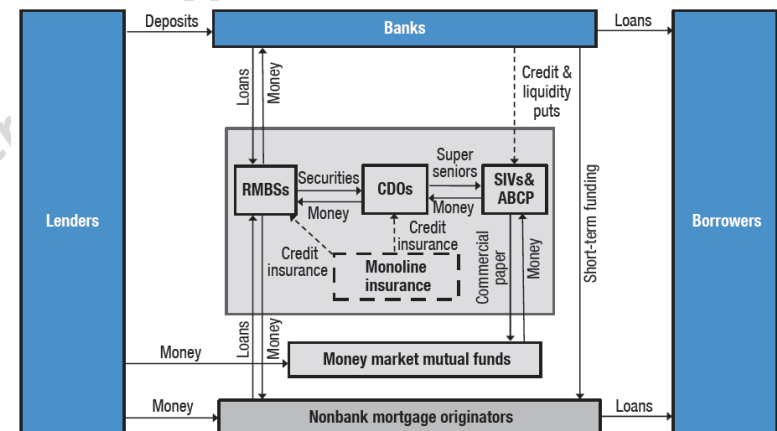 Deposits
Banks
Loans
Loans
Money
Credit &
liquidity
puts
Super
seniors
RMBSs
Securities
Money
CDOs
Money
SIVs&
ABCP
Lenders
Borrowers
Short-term funding
Credit
insurance
Credit
insurance
Monoline
insurance
Commercial
paper
Money
Loans
Money
Money
Money market mutual funds
Money
Nonbank mortgage originators
Loans